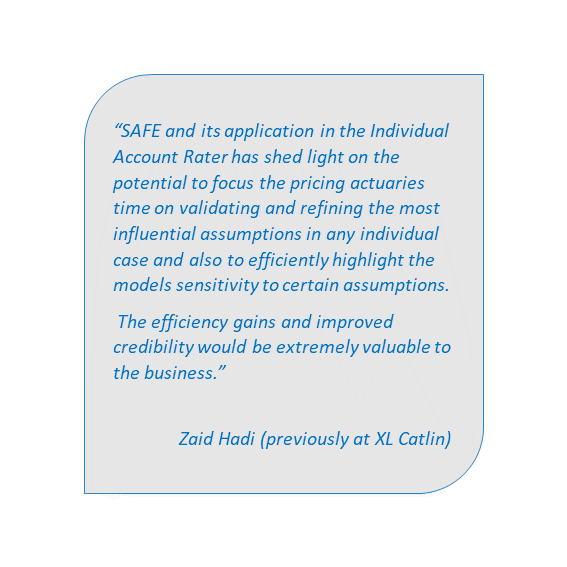 “SAFE and its application in the Individual
Account Rater has shed light on the
potential to focus the pricing actuaries
time on validating and refining the most
influential assumptions in any individual
case and also to efficiently highlight the
models sensitivity to certain assumptions.
The efficiency gains and improved
credibility would be extremely valuable to
the business.”
Zaid Hadi (previously at XL Catlin)